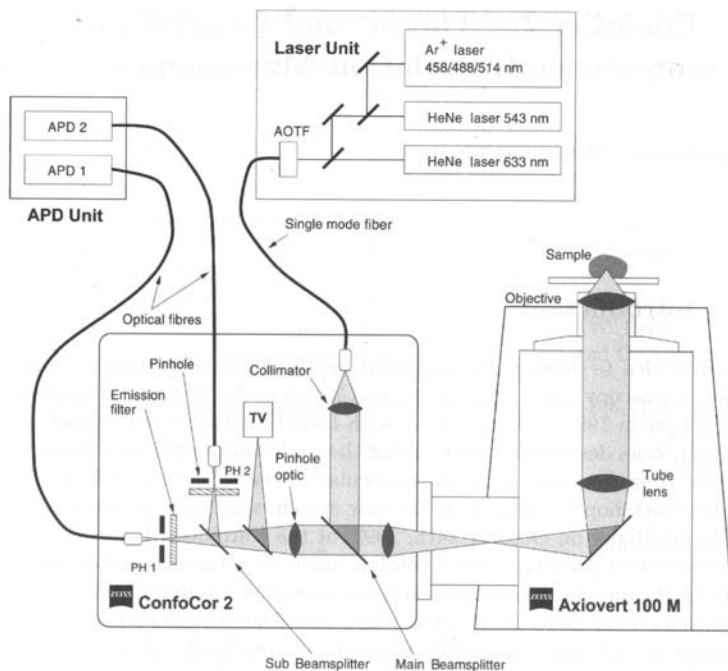 Laser Unit
Ar+ laser
458/488/514 nm
HeNe laser 543 nm
HeNe laser 633 nm
AOTF
APD 2
APD 1
APD Unit
Single mode fiber
Optical fibres
Sample
Objective
Pinhole
Emission
filter
TV
Collimator
Pinhole
optic
PH 2
Tube
lens
PH 1
ZEISS
ConfoCor 2
ZEISS
Axiovert 100 M
Sub Beamsplitter
Main Beamsplitter